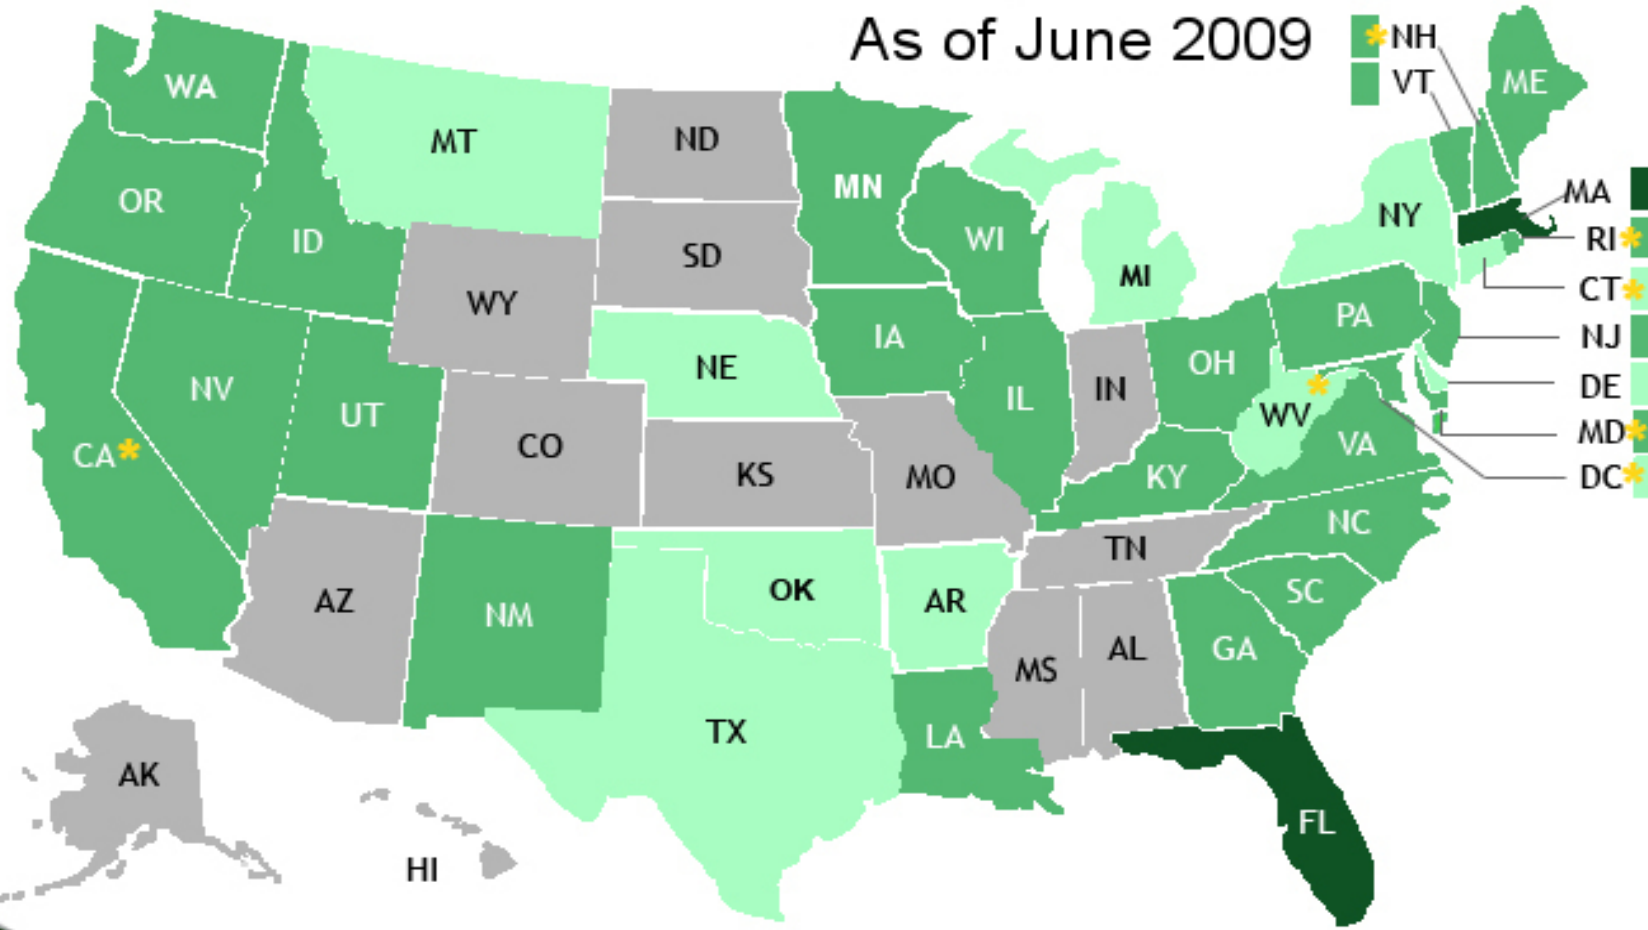 As of June 2009
*NH
VT
ME
WA
MT
ND
MN
OR
ID
SD
WI
MI
NY
MA
RI*
CT*
NJ
DE
MD*
DC*
WY
IA
NE
PA
NV
UT
CO
KS
IL
IN
OH
WV*
VA
CA*
MO
KY
NC
TN
AZ
NM
OK
AR
SC
MS
AL
GA
TX
LA
AK
HI
FL